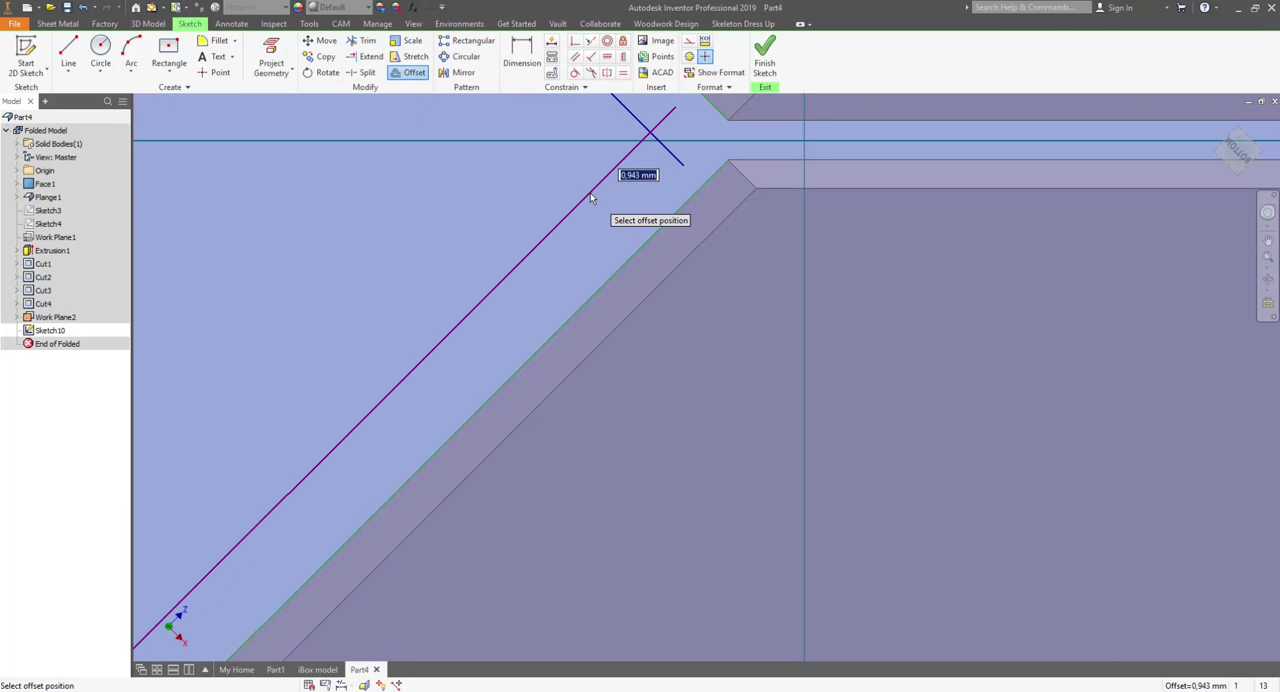 Default
Autodesk Inventor Professional 2019 Part4
Search Help & Commands...
Sign In
File Sheet Metal Factory 3D Model Sketch Annotate Inspect Tools CAM Manage Environments Get Started Vault Collaborate Woodwork Design Skeleton Dress Up
Start
2D Sketch
Line
Circle
Arc
Rectangle
Fillet
Text
Point
Project
Geometry
Move
Copy
Rotate
Trim
Extend
Split
Scale
Stretch
Offset
Rectangular
Circular
Mirror
Dimension
Image
Points
ACAD
Show Format
Finish
Sketch
Sketch Create Modify Pattern Constrain Insert Format Exit
Model
Part4
Folded Model
Solid Bodies(1)
View: Master
Origin
Face1
Flange1
Sketch3
Sketch4
Work Plane1
Extrusion1
Cut1
Cut2
Cut3
Cut4
Work Plane2
Sketch10
End of Folded
0,943 mm
Select offset position
BOTTOM
Z
X
My Home Part1 iBox model Part4
Select offset position
Offset=0,943 mm 1 13